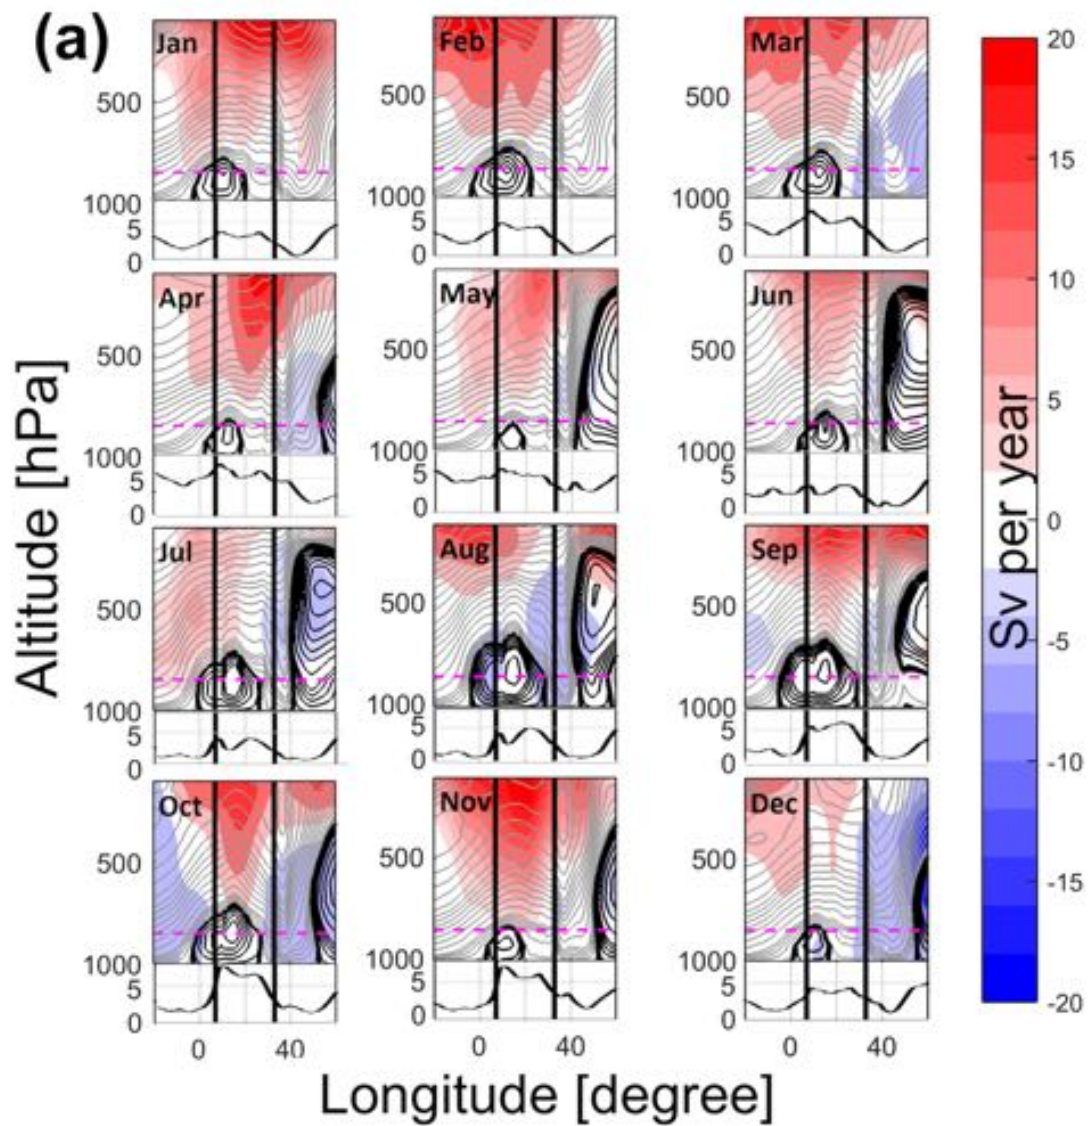 (a)
Jan Feb Mar
500 500 500
1000 1000 1000
5 5 5
0 0 0
Apr May Jun
500 500 500
1000 1000 1000
5 5 5
0 0 0
Jul Aug Sep
500 500 500
1000 1000 1000
5 5 5
0 0 0
Oct Nov Dec
500 500 500
1000 1000 1000
5 5 5
0 0 0
0 40 0 40 0 40
Altitude [hPa]
Longitude [degree]
20
15
10
5
0
-5
-10
-15
-20
Sv per year